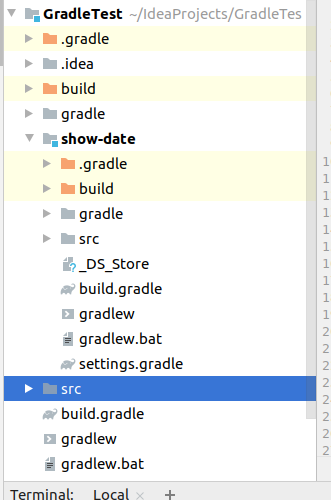 GradleTest ~/IdeaProjects/GradleTes
.gradle
.idea
build
gradle
show-date
.gradle
build
gradle
src
_DS_Store
build.gradle
gradlew
gradlew.bat
settings.gradle
src
build.gradle
gradlew
gradlew.bat
Terminal: Local